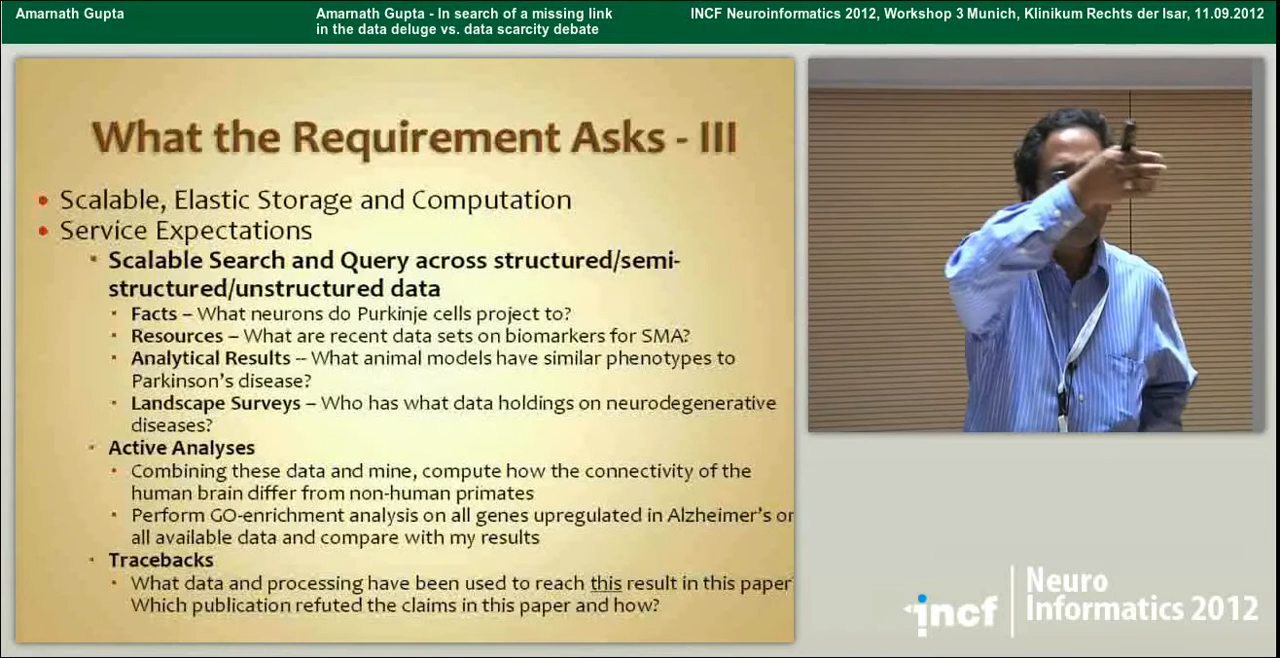 Amarnath Gupta
Amarnath Gupta - In search of a missing link
in the data deluge vs. data scarcity debate
INCF Neuroinformatics 2012, Workshop 3 Munich, Klinikum Rechts der Isar, 11.09.2012
What the Requirement Asks - III
• Scalable, Elastic Storage and Computation
• Service Expectations
▪ Scalable Search and Query across structured/semi-
structured/unstructured data
▪ Facts – What neurons do Purkinje cells project to?
▪ Resources – What are recent data sets on biomarkers for SMA?
▪ Analytical Results – What animal models have similar phenotypes to
Parkinson's disease?
▪ Landscape Surveys – Who has what data holdings on neurodegenerative
diseases?
▪ Active Analyses
▪ Combining these data and mine, compute how the connectivity of the
human brain differ from non-human primates
▪ Perform GO-enrichment analysis on all genes upregulated in Alzheimer's on
all available data and compare with my results
▪ Tracebacks
▪ What data and processing have been used to reach this result in this paper?
Which publication refuted the claims in this paper and how?
incf
Neuro
Informatics 2012